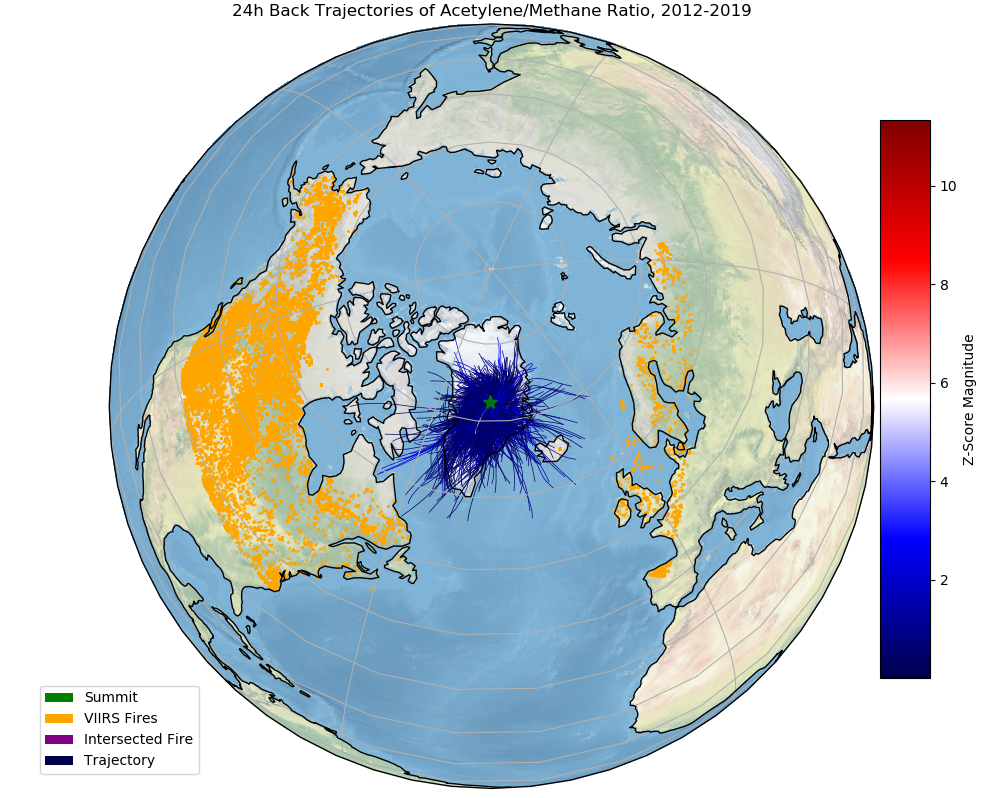 24h Back Trajectories of Acetylene/Methane Ratio, 2012-2019
10
8
6
4
2
Z-Score Magnitude
Summit
VIIRS Fires
Intersected Fire
Trajectory